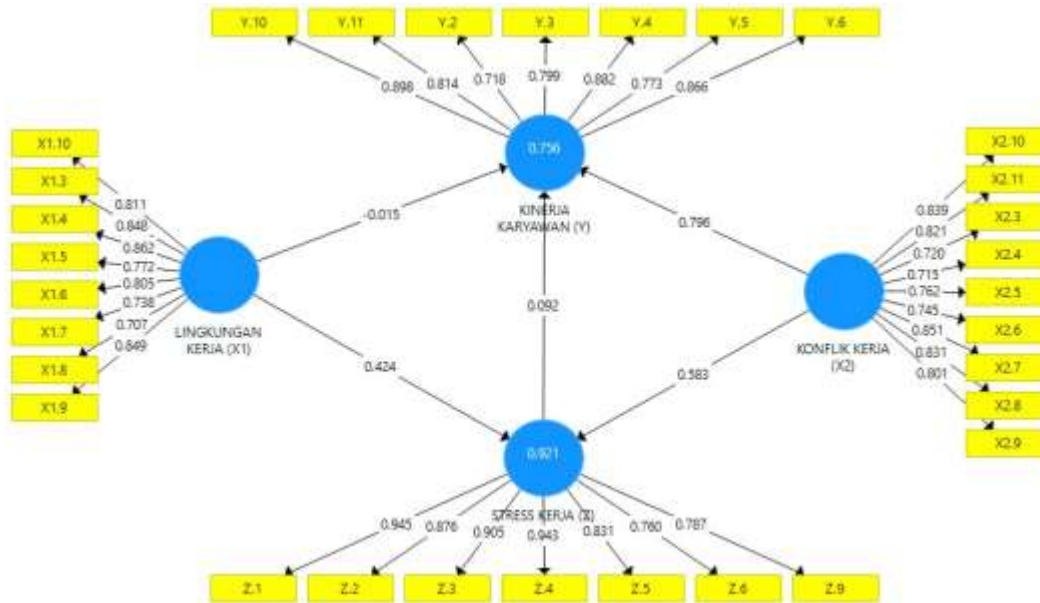 Y.10 Y.11 Y.2 Y.3 Y.4 Y.5 Y.6
0.898 0.814 0.718 0.799 0.882 0.773 0.866
X1.10
X1.3
X1.4
X1.5
X1.6
X1.7
X1.8
X1.9
0.811
0.848
0.862
0.772
0.805
0.738
0.707
0.849
LINGKUNGAN
KERJA (X1)
0.756
KINERJA
KARYAWAN (Y)
-0.015
0.796
0.092
0.424
0.583
X2.10
X2.11
X2.3
X2.4
X2.5
X2.6
X2.7
X2.8
X2.9
0.839
0.821
0.720
0.715
0.762
0.745
0.851
0.831
0.801
KONFLIK KERJA
(X2)
0.921
STRESS KERJA (Z)
0.945 0.876 0.905 0.943 0.831 0.760 0.787
Z.1 Z.2 Z.3 Z.4 Z.5 Z.6 Z.9